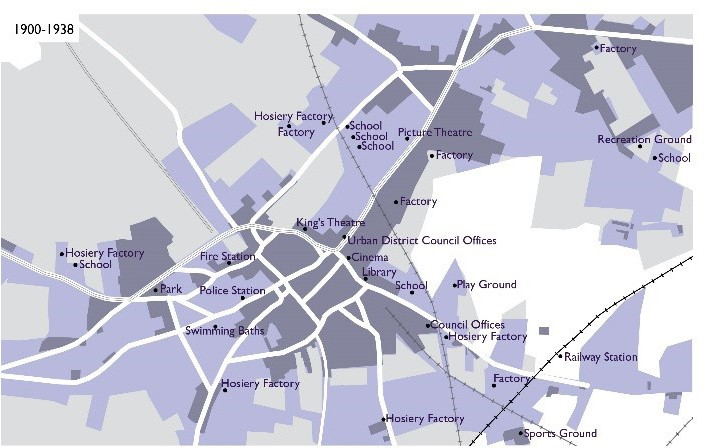 1900-1938
Factory
Hosiery Factory
Factory
School
School
School
Picture Theatre
Factory
Recreation Ground
School
Factory
King's Theatre
Urban District Council Offices
Hosiery Factory
School
Fire Station
Cinema
Library
Park
Police Station
School
Play Ground
Swimming Baths
Council Offices
Hosiery Factory
Railway Station
Hosiery Factory
Factory
Hosiery Factory
Sports Ground